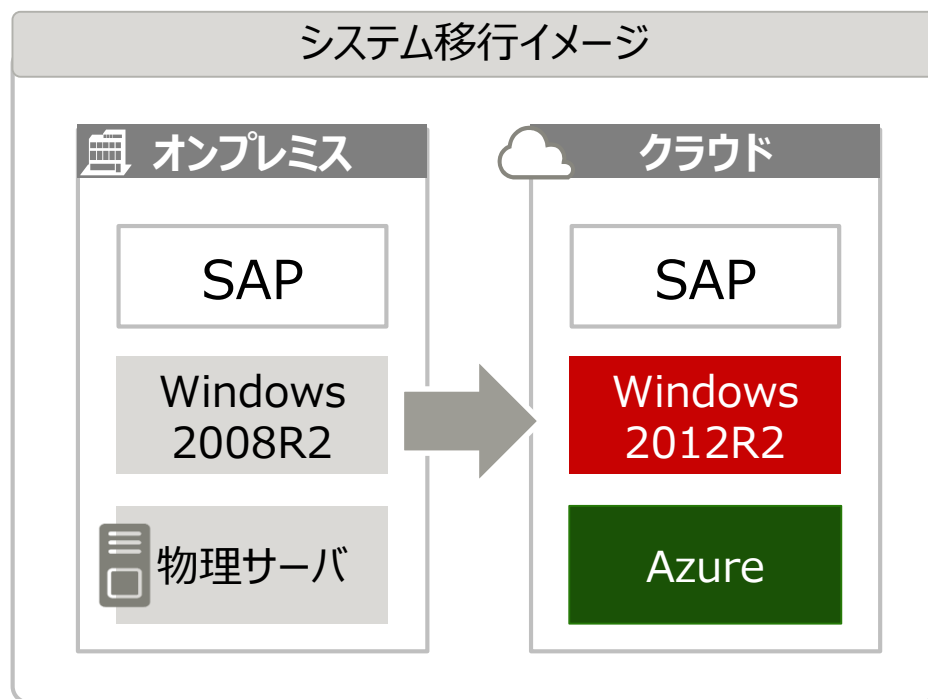 システム移行イメージ
オンプレミス
SAP
Windows
2008R2
物理サーバ
クラウド
SAP
Windows
2012R2
Azure